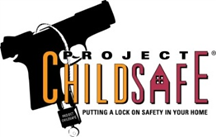 PROJECT
CHILDSAFE®
PUTTING A LOCK ON SAFETY IN YOUR HOME